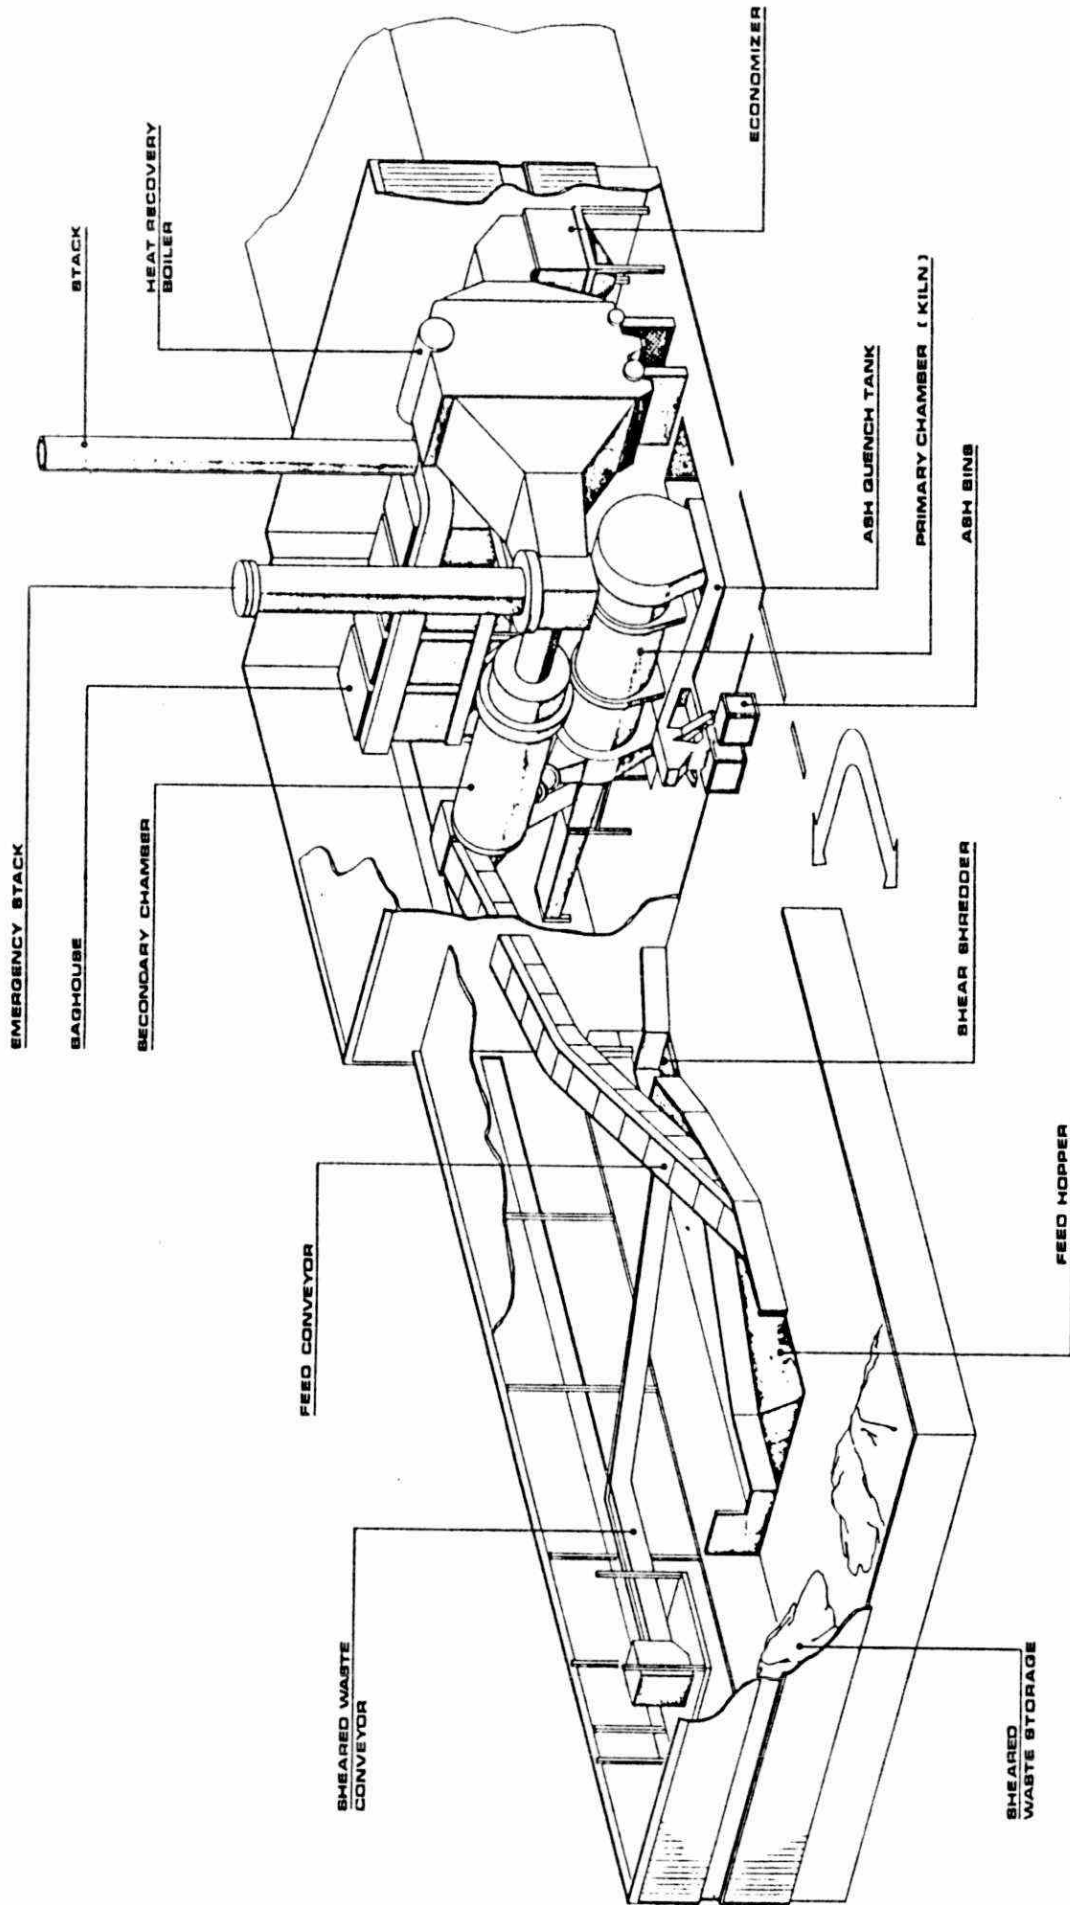 EMERGENCY STACK
BAGHOUSE
SECONDARY CHAMBER
STACK
HEAT RECOVERY
BOILER
ECONOMIZER
FEED CONVEYOR
SHEARED WASTE
CONVEYOR
ASH QUENCH TANK
PRIMARY CHAMBER (KILN)
ASH BINS
SHEAR SHREDDER
FEED HOPPER
SHEARED
WASTE STORAGE